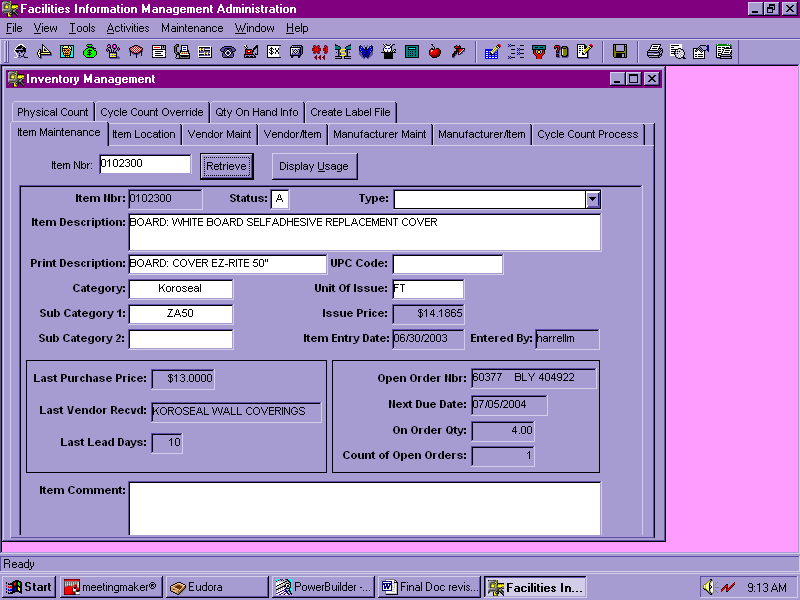 Facilities Information Management Administration
File View Tools Activities Maintenance Window Help
Inventory Management
Physical Count Cycle Count Override Qty On Hand Info Create Label File
Item Maintenance Item Location Vendor Maint Vendor/Item Manufacturer Maint Manufacturer/Item Cycle Count Process
Item Nbr: 0102300 Retrieve Display Usage
Item Nbr: 0102300 Status: A Type:
Item Description: BOARD: WHITE BOARD SELFADHESIVE REPLACEMENT COVER
Print Description: BOARD: COVER EZ-RITE 50" UPC Code:
Category: Koroseal Unit Of Issue: FT
Sub Category 1: ZA50 Issue Price: $14.1865
Sub Category 2: Item Entry Date: 06/30/2003 Entered By: harrellm
Last Purchase Price: $13.0000 Open Order Nbr: 60377 BLY 404922
Last Vendor Recvd: KOROSEAL WALL COVERINGS Next Due Date: 07/05/2004
Last Lead Days: 10 On Order Qty: 4.00
Count of Open Orders: 1
Item Comment:
Ready
Start meetingmaker® Eudora PowerBuilder -... Final Doc revis... Facilities In... 9:13 AM